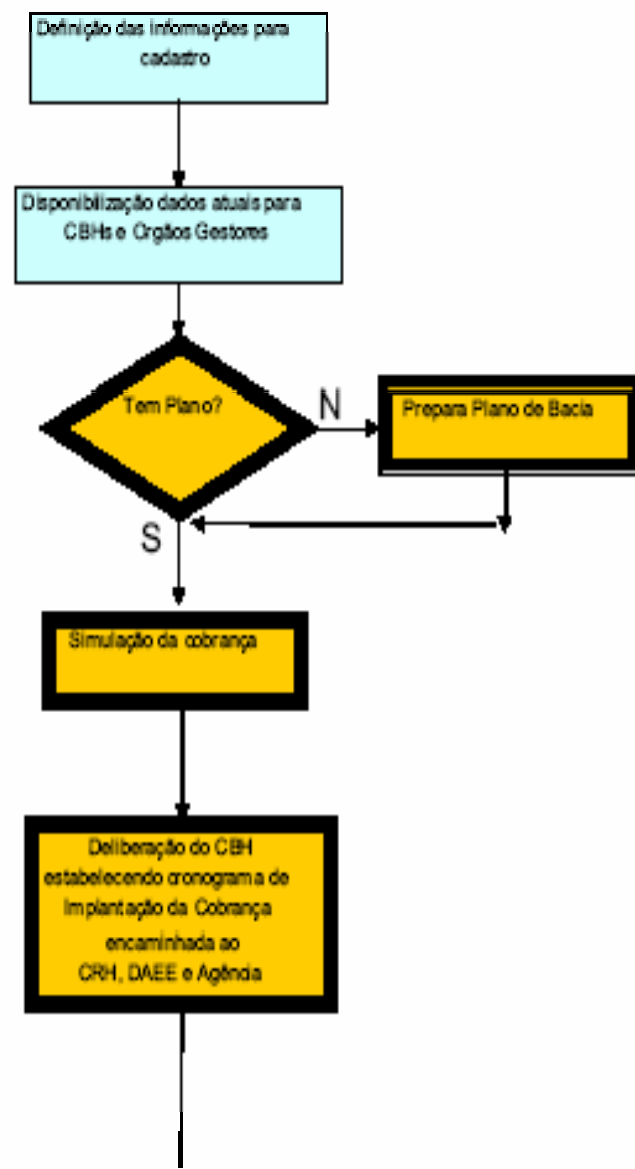 Definição das informações para
cadastro
Disponibilização dados atuais para
CBHs e Orgãos Gestores
Tem Plano?
N
Prepara Plano de Bacia
S
Simulação da cobrança
Deliberação do CBH
estabelecendo cronograma de
Implantação da Cobrança
encaminhada ao
CRH, DAEE e Agência